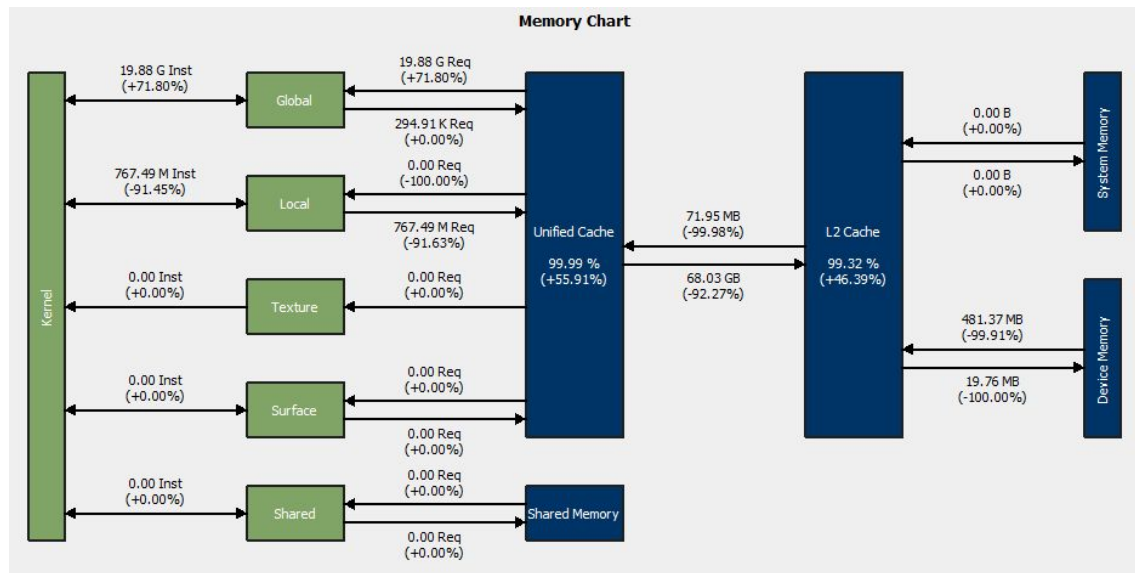 Memory Chart
Kernel
19.88 G Inst
(+71.80%)
Global
19.88 G Req
(+71.80%)
294.91 K Req
(+0.00%)
767.49 M Inst
(-91.45%)
Local
0.00 Req
(-100.00%)
767.49 M Req
(-91.63%)
0.00 Inst
(+0.00%)
Texture
0.00 Req
(+0.00%)
0.00 Inst
(+0.00%)
Surface
0.00 Req
(+0.00%)
0.00 Req
(+0.00%)
0.00 Inst
(+0.00%)
Shared
0.00 Req
(+0.00%)
0.00 Req
(+0.00%)
Unified Cache
99.99 %
(+55.91%)
Shared Memory
71.95 MB
(-99.98%)
68.03 GB
(-92.27%)
L2 Cache
99.32 %
(+46.39%)
0.00 B
(+0.00%)
0.00 B
(+0.00%)
System Memory
481.37 MB
(-99.91%)
19.76 MB
(-100.00%)
Device Memory